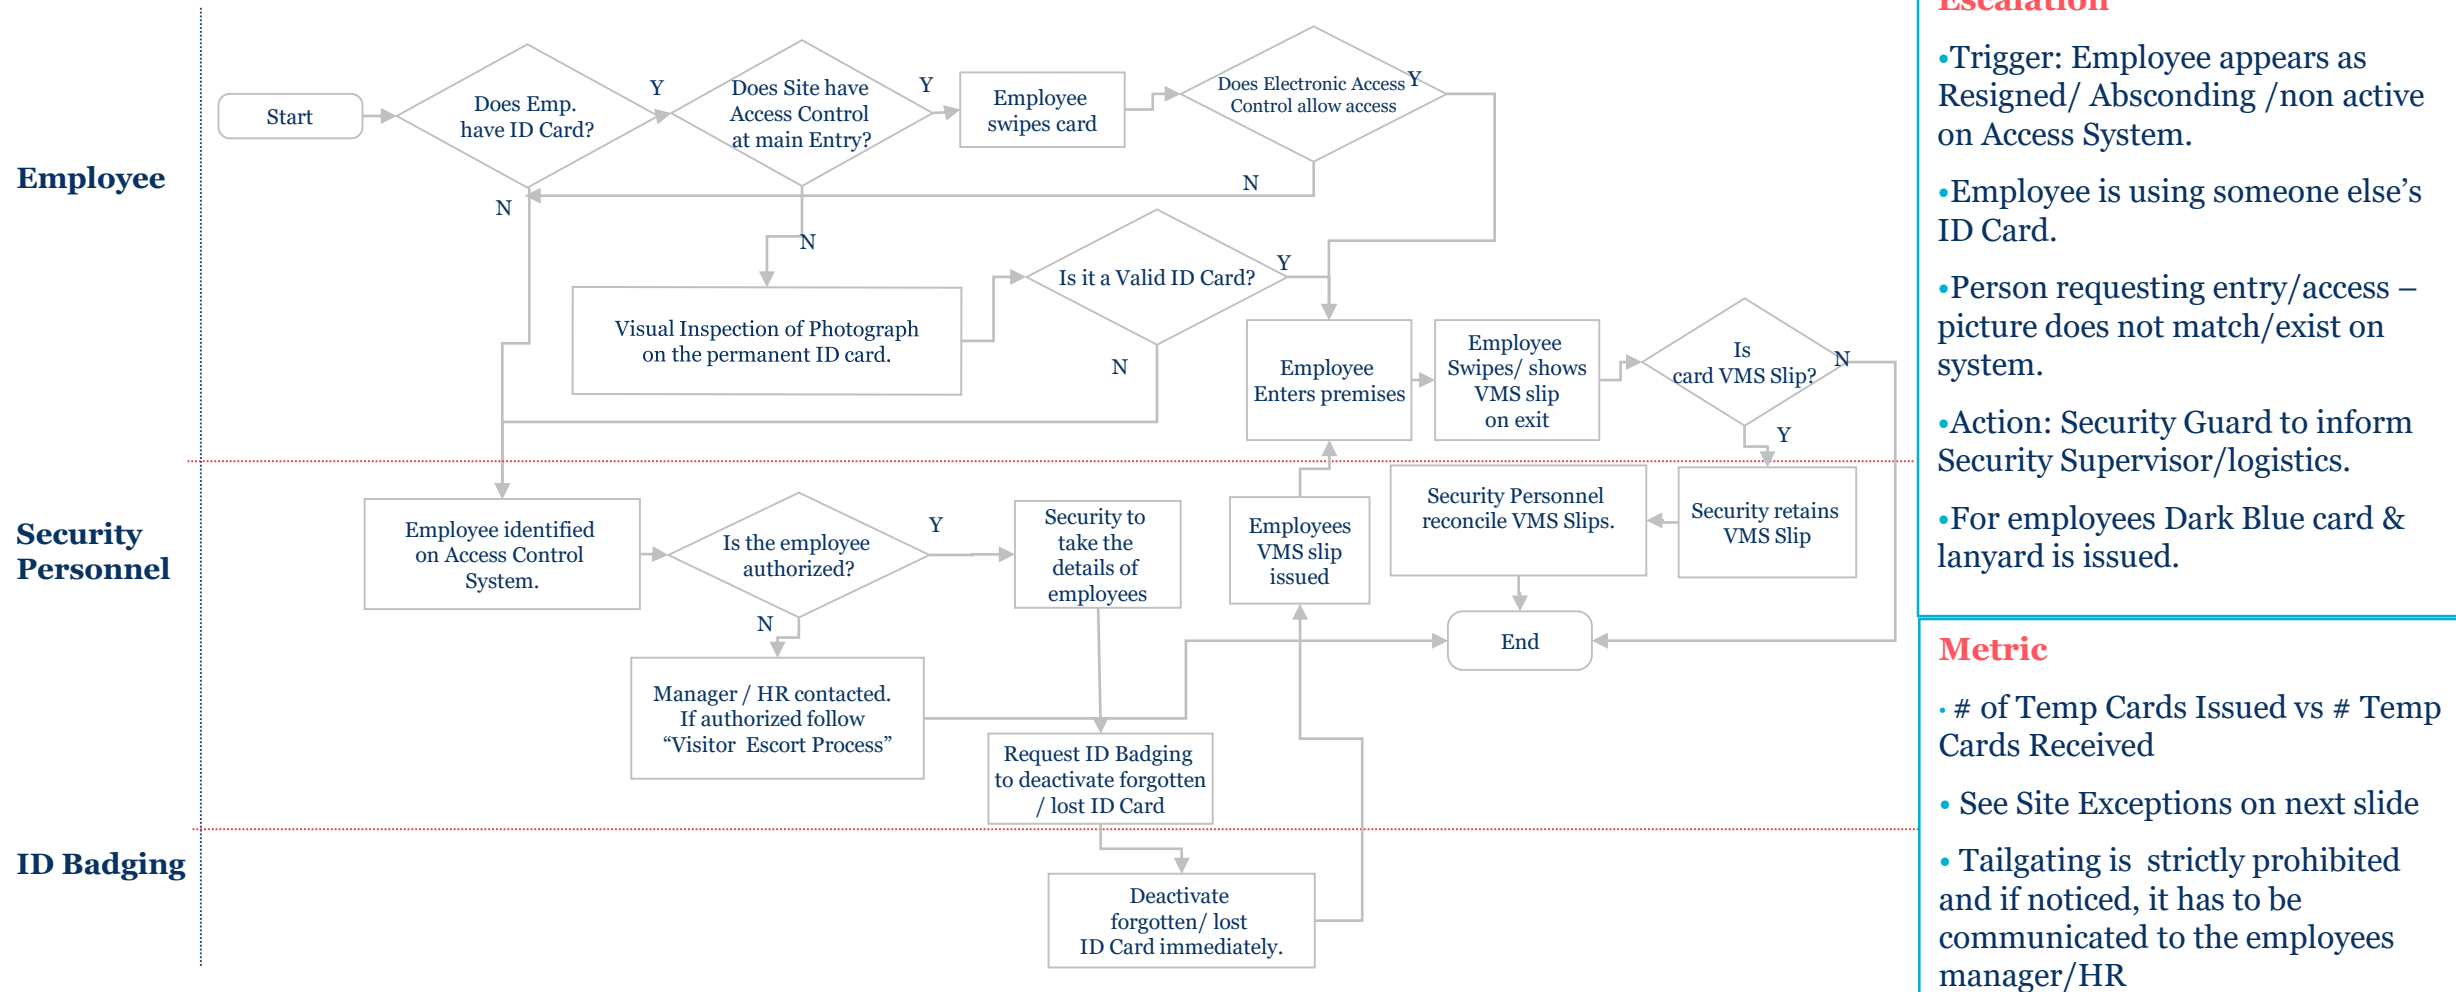 Employee
Start
Does Emp.
have ID Card?
Y
N
Does Site have
Access Control
at main Entry?
Y
N
Employee
swipes card
Does Electronic Access
Control allow access
Y
N
Visual Inspection of Photograph
on the permanent ID card.
Is it a Valid ID Card?
Y
N
Employee
Enters premises
Employee
Swipes/ shows
VMS slip
on exit
Is
card VMS Slip?
N
Y
Security
Personnel
Employee identified
on Access Control
System.
Is the employee
authorized?
Y
N
Security to
take the
details of
employees
Employees
VMS slip
issued
Security Personnel
reconcile VMS Slips.
Security retains
VMS Slip
End
Manager / HR contacted.
If authorized follow
“Visitor Escort Process”
Request ID Badging
to deactivate forgotten
/ lost ID Card
ID Badging
Deactivate
forgotten/ lost
ID Card immediately.
Escalation
•Trigger: Employee appears as
Resigned/ Absconding /non active
on Access System.
•Employee is using someone else’s
ID Card.
•Person requesting entry/access –
picture does not match/exist on
system.
•Action: Security Guard to inform
Security Supervisor/logistics.
•For employees Dark Blue card &
lanyard is issued.
Metric
• # of Temp Cards Issued vs # Temp
Cards Received
• See Site Exceptions on next slide
• Tailgating is strictly prohibited
and if noticed, it has to be
communicated to the employees
manager/HR